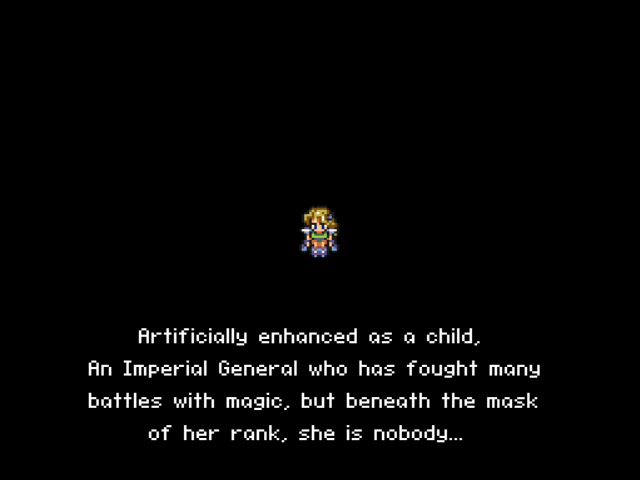 Artificially enhanced as a child,
An Imperial General who has fought many
battles with magic, but beneath the mask
of her rank, she is nobody...